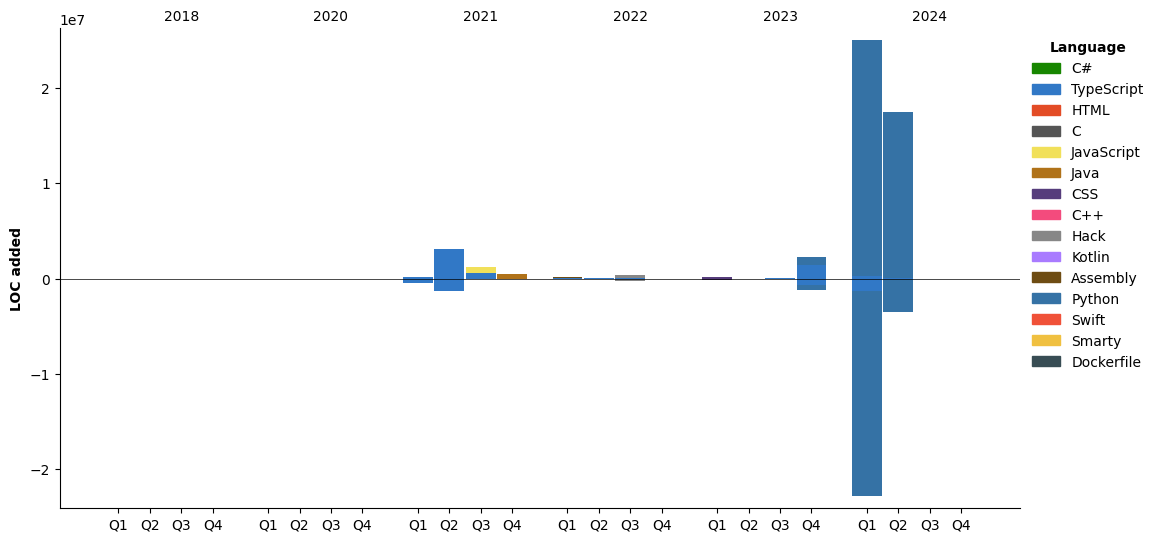 1e7
2018 2020 2021 2022 2023 2024
LOC added
2
1
0
−1
−2
Q1 Q2 Q3 Q4 Q1 Q2 Q3 Q4 Q1 Q2 Q3 Q4 Q1 Q2 Q3 Q4 Q1 Q2 Q3 Q4 Q1 Q2 Q3 Q4
Language
C#
TypeScript
HTML
C
JavaScript
Java
CSS
C++
Hack
Kotlin
Assembly
Python
Swift
Smarty
Dockerfile